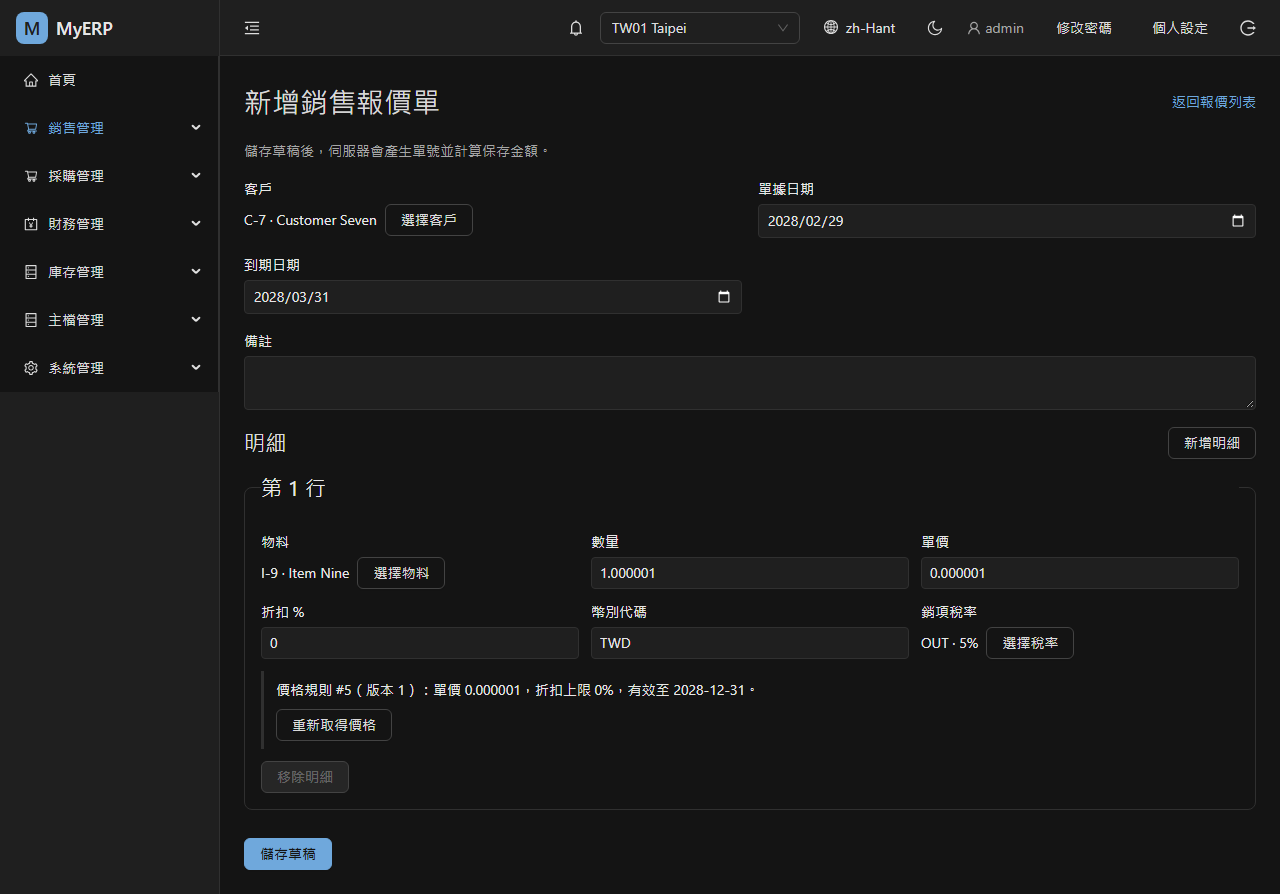 M MyERP
TW01 Taipei
zh-Hant
admin
修改密碼
個人設定
首頁
銷售管理
採購管理
財務管理
庫存管理
主檔管理
系統管理
新增銷售報價單
返回報價列表
儲存草稿後，伺服器會產生單號並計算保存金額。
客戶
C-7 · Customer Seven 選擇客戶
單據日期
2028/02/29
到期日期
2028/03/31
備註
明細
新增明細
第 1 行
物料
I-9 · Item Nine 選擇物料
數量
1.000001
單價
0.000001
折扣 %
0
幣別代碼
TWD
銷項稅率
OUT · 5% 選擇稅率
價格規則 #5（版本 1）：單價 0.000001，折扣上限 0%，有效至 2028-12-31。
重新取得價格
移除明細
儲存草稿